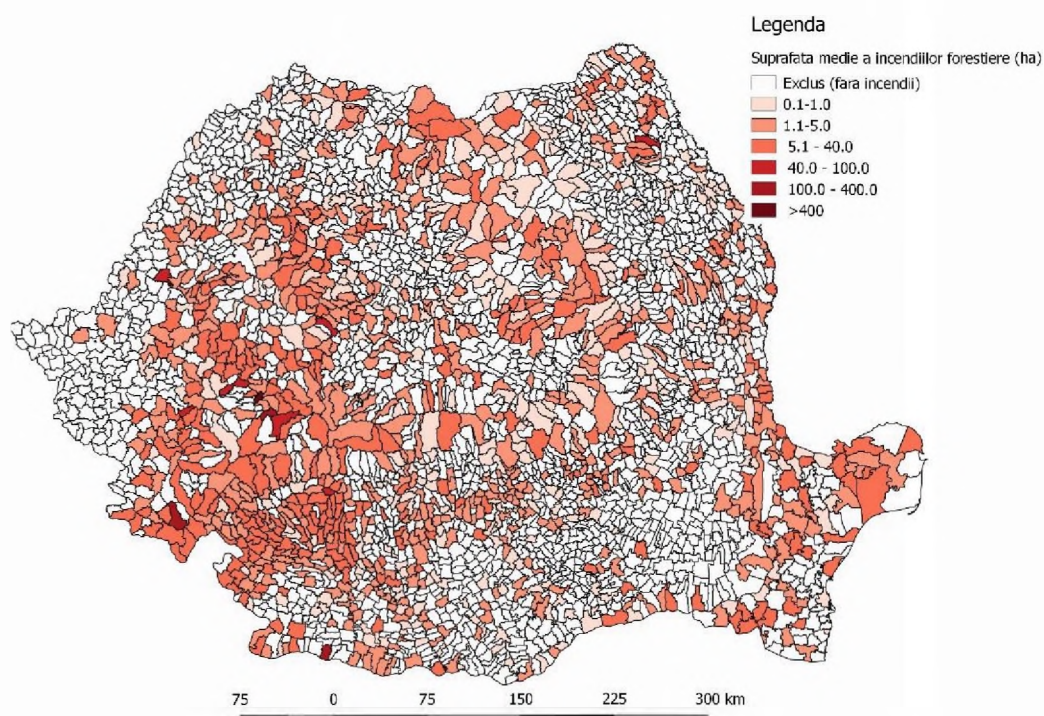 Legenda
Suprafata medie a incendiilor forestiere (ha)
Exclus (fara incendii)
0.1-1.0
1.1-5.0
5.1 - 40.0
40.0 - 100.0
100.0 - 400.0
>400
75 0 75 150 225 300 km